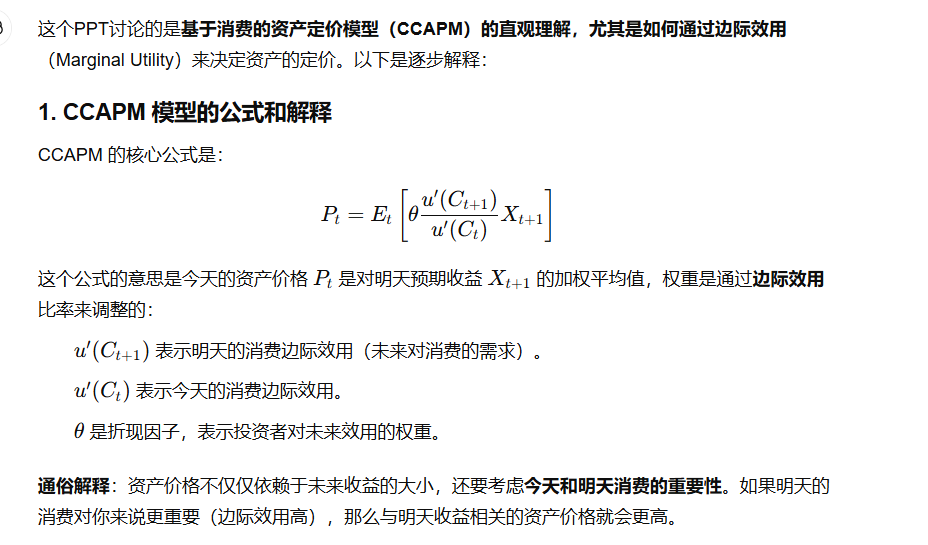 这个PPT讨论的是基于消费的资产定价模型（CCAPM）的直观理解，尤其是如何通过边际效用
（Marginal Utility）来决定资产的定价。以下是逐步解释：
1. CCAPM 模型的公式和解释
CCAPM 的核心公式是：
P_t = E_t [θ u'(C_{t+1}) / u'(C_t) X_{t+1}]
这个公式的意思是今天的资产价格 P_t 是对明天预期收益 X_{t+1} 的加权平均值，权重是通过边际效用
比率来调整的：
u'(C_{t+1}) 表示明天的消费边际效用（未来对消费的需求）。
u'(C_t) 表示今天的消费边际效用。
θ 是折现因子，表示投资者对未来效用的权重。
通俗解释：资产价格不仅仅依赖于未来收益的大小，还要考虑今天和明天消费的重要性。如果明天的
消费对你来说更重要（边际效用高），那么与明天收益相关的资产价格就会更高。